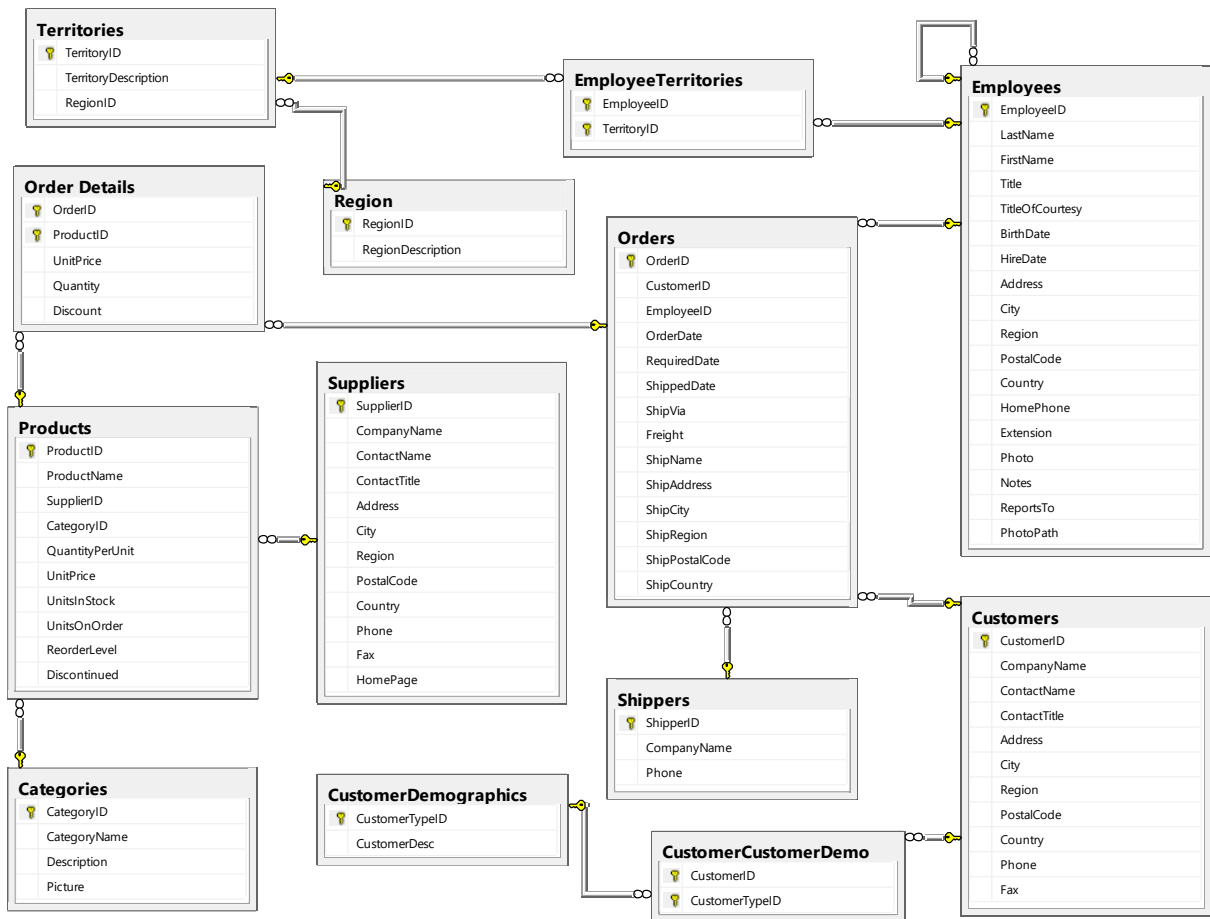 Territories
TerritoryID
TerritoryDescription
RegionID
EmployeeTerritories
EmployeeID
TerritoryID
Employees
EmployeeID
LastName
FirstName
Title
TitleOfCourtesy
BirthDate
HireDate
Address
City
Region
PostalCode
Country
HomePhone
Extension
Photo
Notes
ReportsTo
PhotoPath
Order Details
OrderID
ProductID
UnitPrice
Quantity
Discount
Region
RegionID
RegionDescription
Orders
OrderID
CustomerID
EmployeeID
OrderDate
RequiredDate
ShippedDate
ShipVia
Freight
ShipName
ShipAddress
ShipCity
ShipRegion
ShipPostalCode
ShipCountry
Suppliers
SupplierID
CompanyName
ContactName
ContactTitle
Address
City
Region
PostalCode
Country
Phone
Fax
HomePage
Products
ProductID
ProductName
SupplierID
CategoryID
QuantityPerUnit
UnitPrice
UnitsInStock
UnitsOnOrder
ReorderLevel
Discontinued
Customers
CustomerID
CompanyName
ContactName
ContactTitle
Address
City
Region
PostalCode
Country
Phone
Fax
Shippers
ShipperID
CompanyName
Phone
Categories
CategoryID
CategoryName
Description
Picture
CustomerDemographics
CustomerTypeID
CustomerDesc
CustomerCustomerDemo
CustomerID
CustomerTypeID